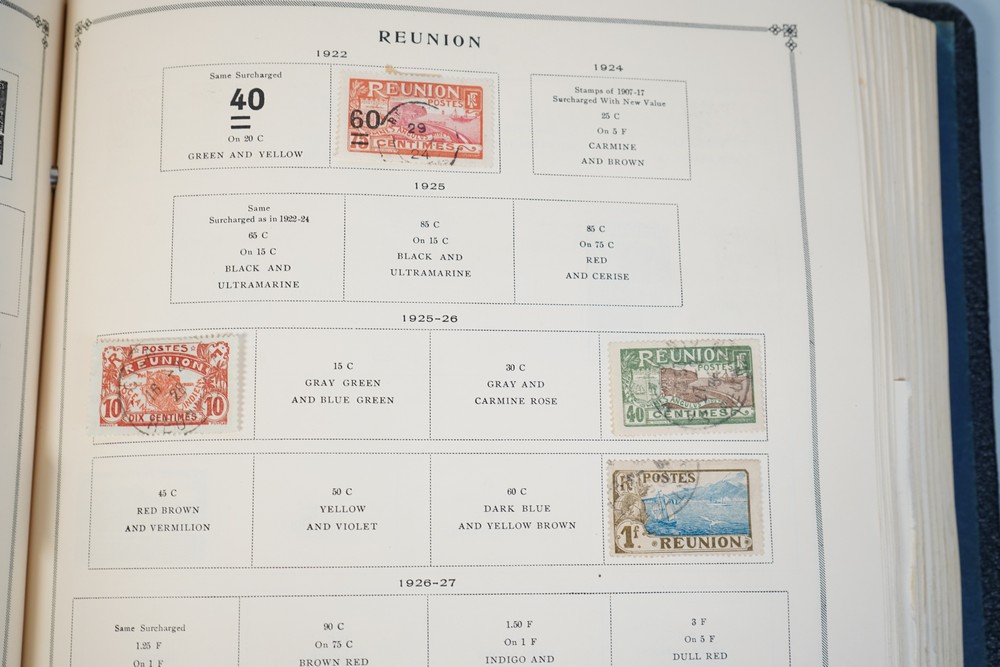 REUNION
1922
Same Surcharged
40
On 20 C
GREEN AND YELLOW
REUNION
POSTES
60
75
CENTIMES
29
24
1924
Stamps of 1907-17
Surcharged With New Value
25 C
On 5 F
CARMINE
AND BROWN
1925
Same
Surcharged as in 1922-24
65 C
On 15 C
BLACK AND
ULTRAMARINE
85 C
On 15 C
BLACK AND
ULTRAMARINE
85 C
On 75 C
RED
AND CERISE
1925-26
POSTES
REUNION
10
10
DIX CENTIMES
15 C
GRAY GREEN
AND BLUE GREEN
30 C
GRAY AND
CARMINE ROSE
REUNION
40
CENTIMES
45 C
RED BROWN
AND VERMILION
50 C
YELLOW
AND VIOLET
60 C
DARK BLUE
AND YELLOW BROWN
POSTES
1f
REUNION
1926-27
Same Surcharged
1.25 F
On 1 F
90 C
On 75 C
BROWN RED
1.50 F
On 1 F
INDIGO AND
3 F
On 5 F
DULL RED